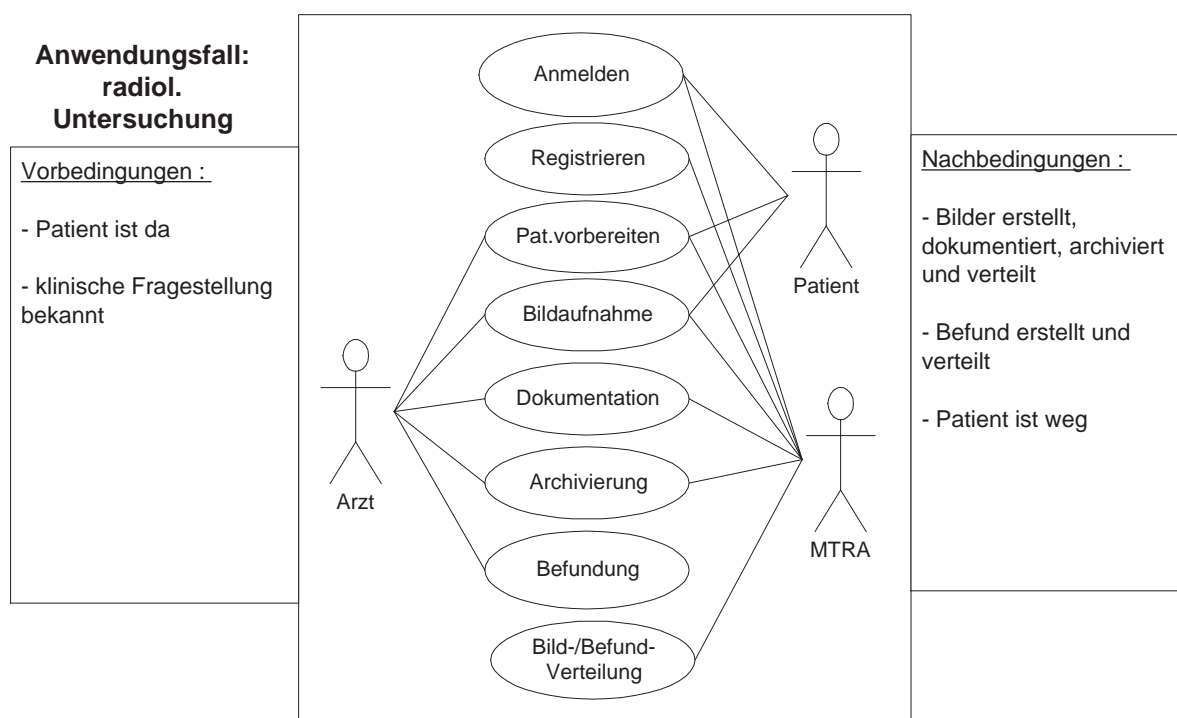 Anwendungsfall:
radiol.
Untersuchung
Vorbedingungen :
- Patient ist da
- klinische Fragestellung
bekannt
Anmelden
Registrieren
Pat.vorbereiten
Bildaufnahme
Dokumentation
Archivierung
Befundung
Bild-/Befund-
Verteilung
Arzt
Patient
MTRA
Nachbedingungen :
- Bilder erstellt,
dokumentiert, archiviert
und verteilt
- Befund erstellt und
verteilt
- Patient ist weg